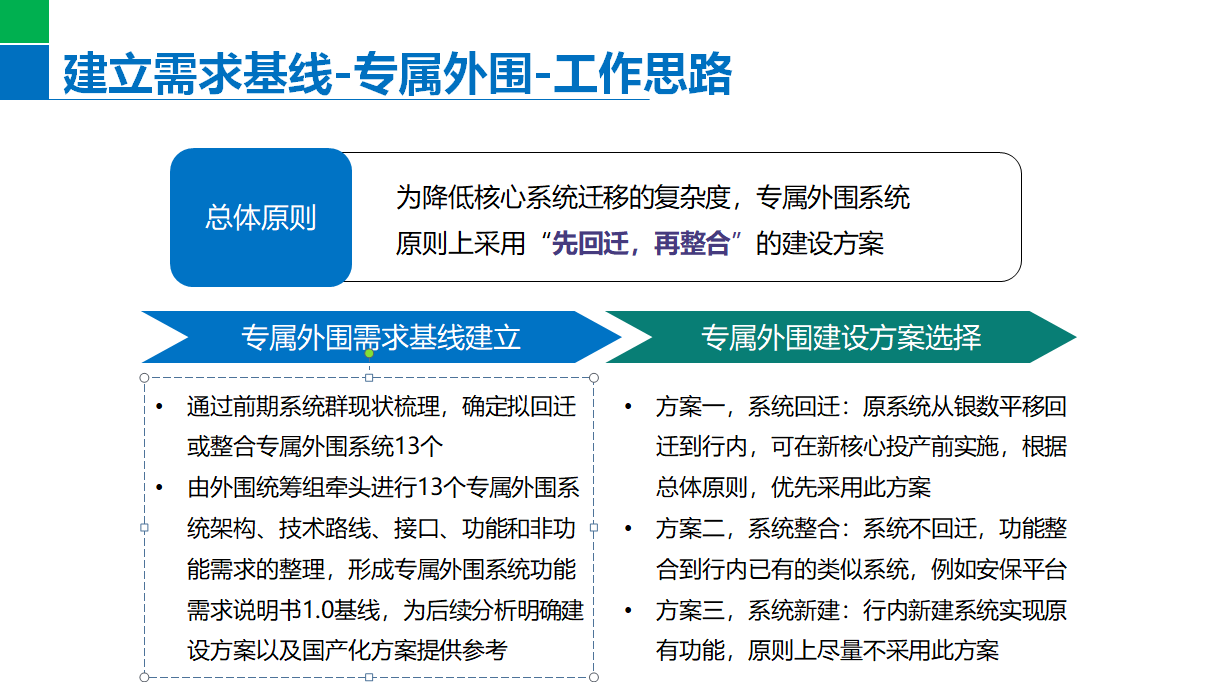 建立需求基线-专属外围-工作思路
总体原则
为降低核心系统迁移的复杂度，专属外围系统
原则上采用“先回迁，再整合”的建设方案
专属外围需求基线建立
• 通过前期系统群现状梳理，确定拟回迁
或整合专属外围系统13个
• 由外围统筹组牵头进行13个专属外围系
统架构、技术路线、接口、功能和非功
能需求的整理，形成专属外围系统功能
需求说明书1.0基线，为后续分析明确建
设方案以及国产化方案提供参考
专属外围建设方案选择
• 方案一，系统回迁：原系统从银数平移回
迁到行内，可在新核心投产前实施，根据
总体原则，优先采用此方案
• 方案二，系统整合：系统不回迁，功能整
合到行内已有的类似系统，例如安保平台
• 方案三，系统新建：行内新建系统实现原
有功能，原则上尽量不采用此方案